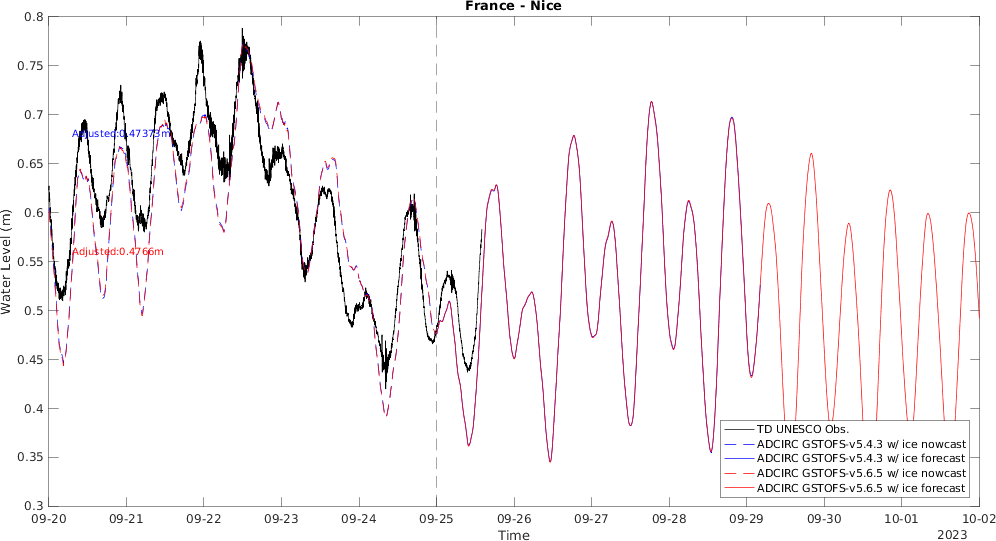 France - Nice
0.8
0.75
0.7
0.65
0.6
0.55
0.5
0.45
0.4
0.35
0.3
Water Level (m)
Adjusted:0.47373m
Adjusted:0.4766m
TD UNESCO Obs.
ADCIRC GSTOFS-v5.4.3 w/ ice nowcast
ADCIRC GSTOFS-v5.4.3 w/ ice forecast
ADCIRC GSTOFS-v5.6.5 w/ ice nowcast
ADCIRC GSTOFS-v5.6.5 w/ ice forecast
09-20 09-21 09-22 09-23 09-24 09-25 09-26 09-27 09-28 09-29 09-30 10-01 10-02
Time
2023